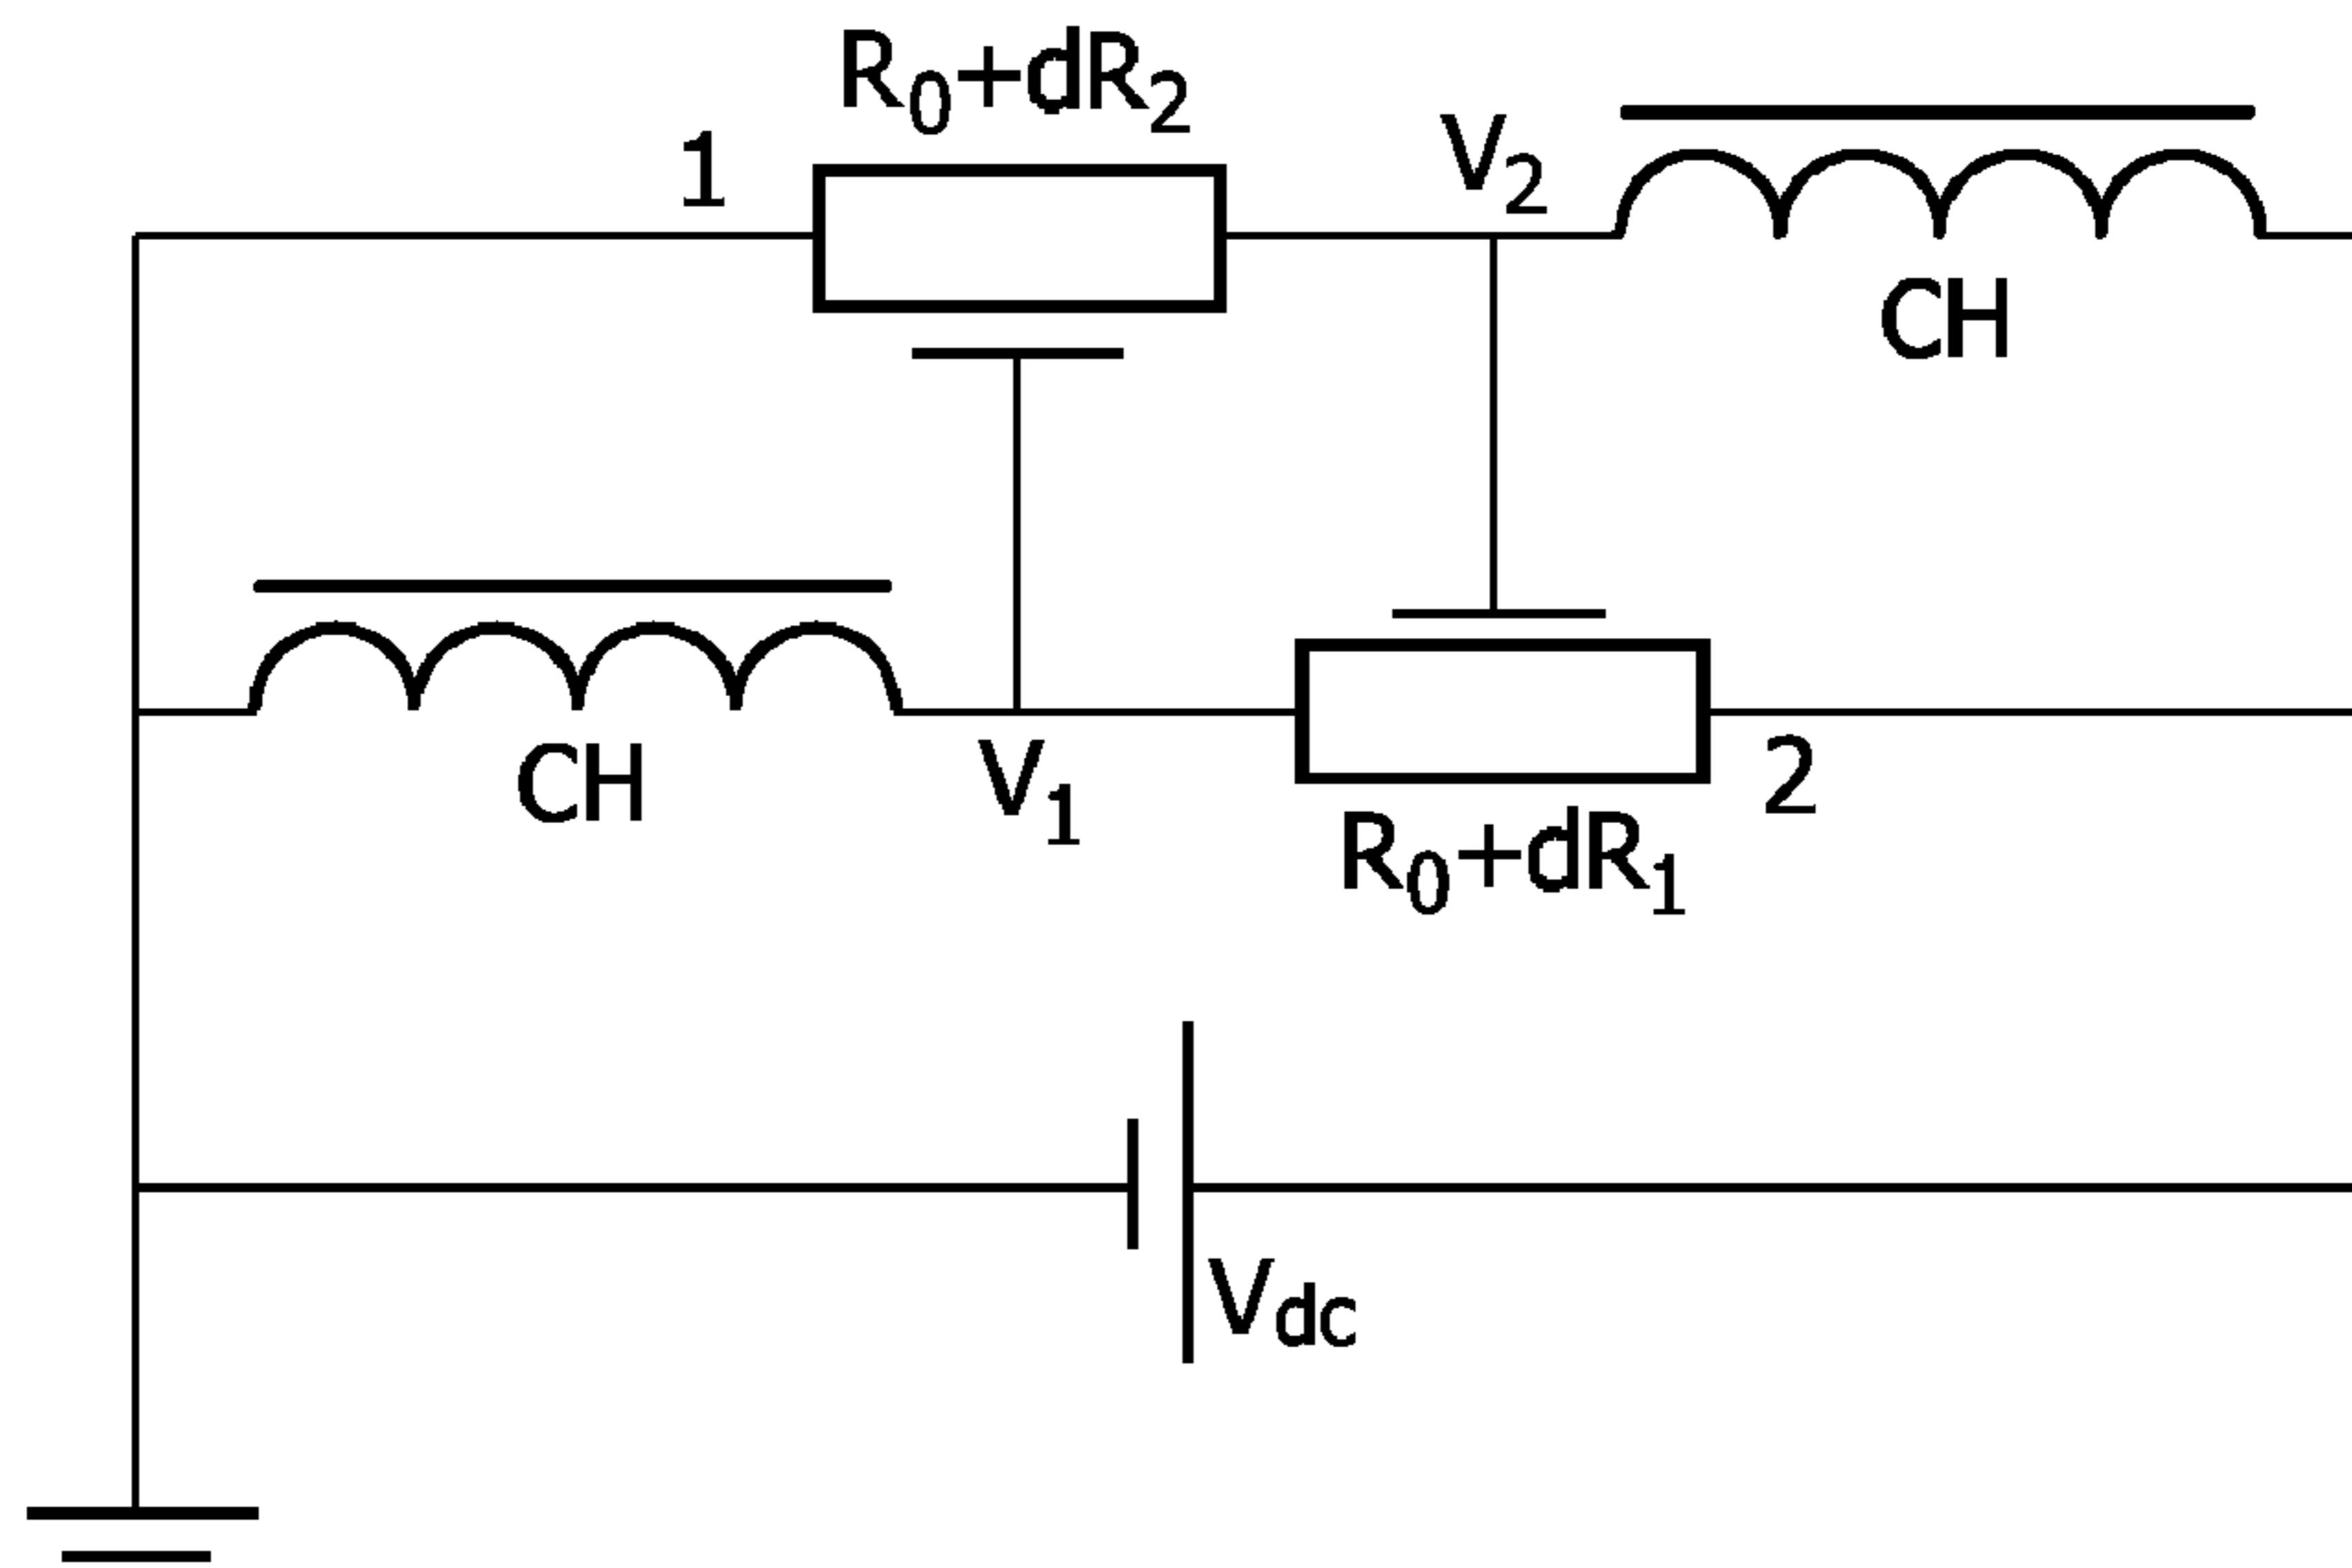 R₀+dR₂
1
V₂
CH
CH
V₁
2
R₀+dR₁
Vdc